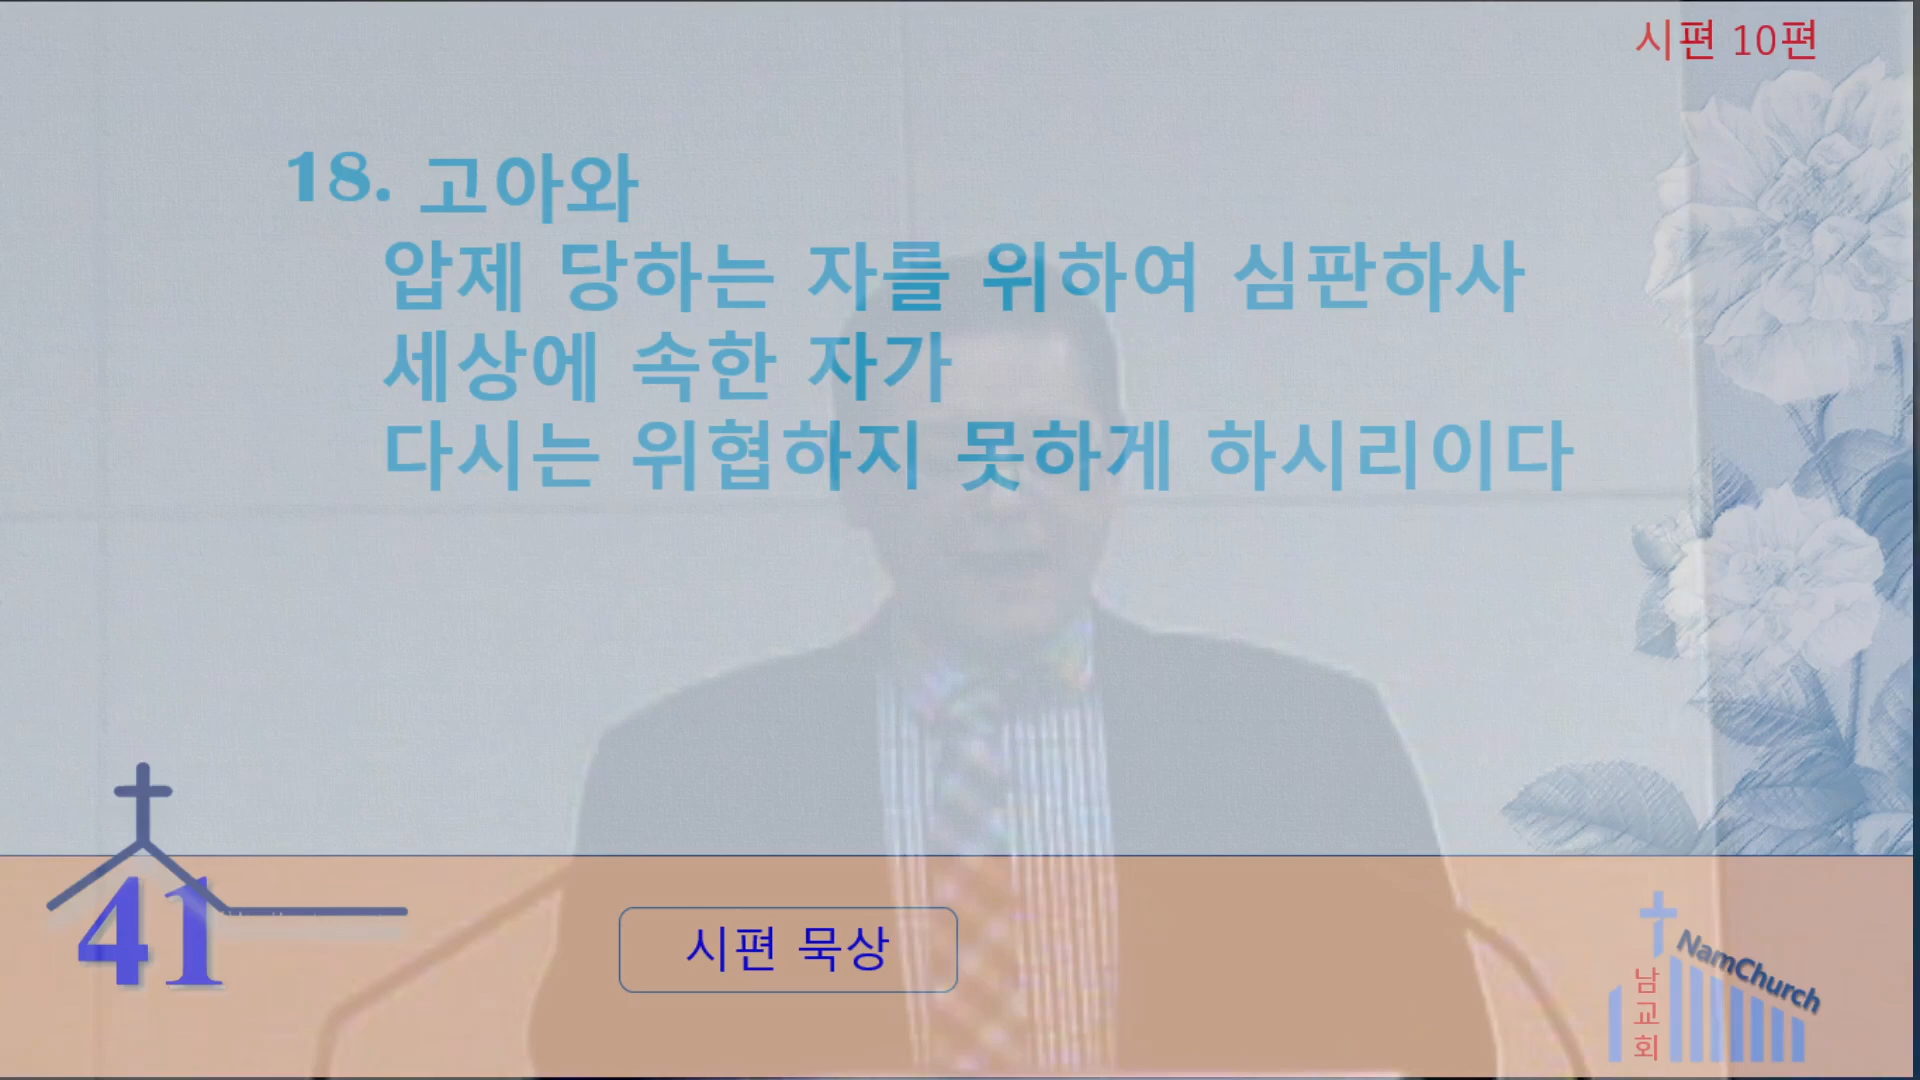 시편 10편
18. 고아와
압제 당하는 자를 위하여 심판하사
세상에 속한 자가
다시는 위협하지 못하게 하시리이다
41
시편 묵상
NamChurch
남교회